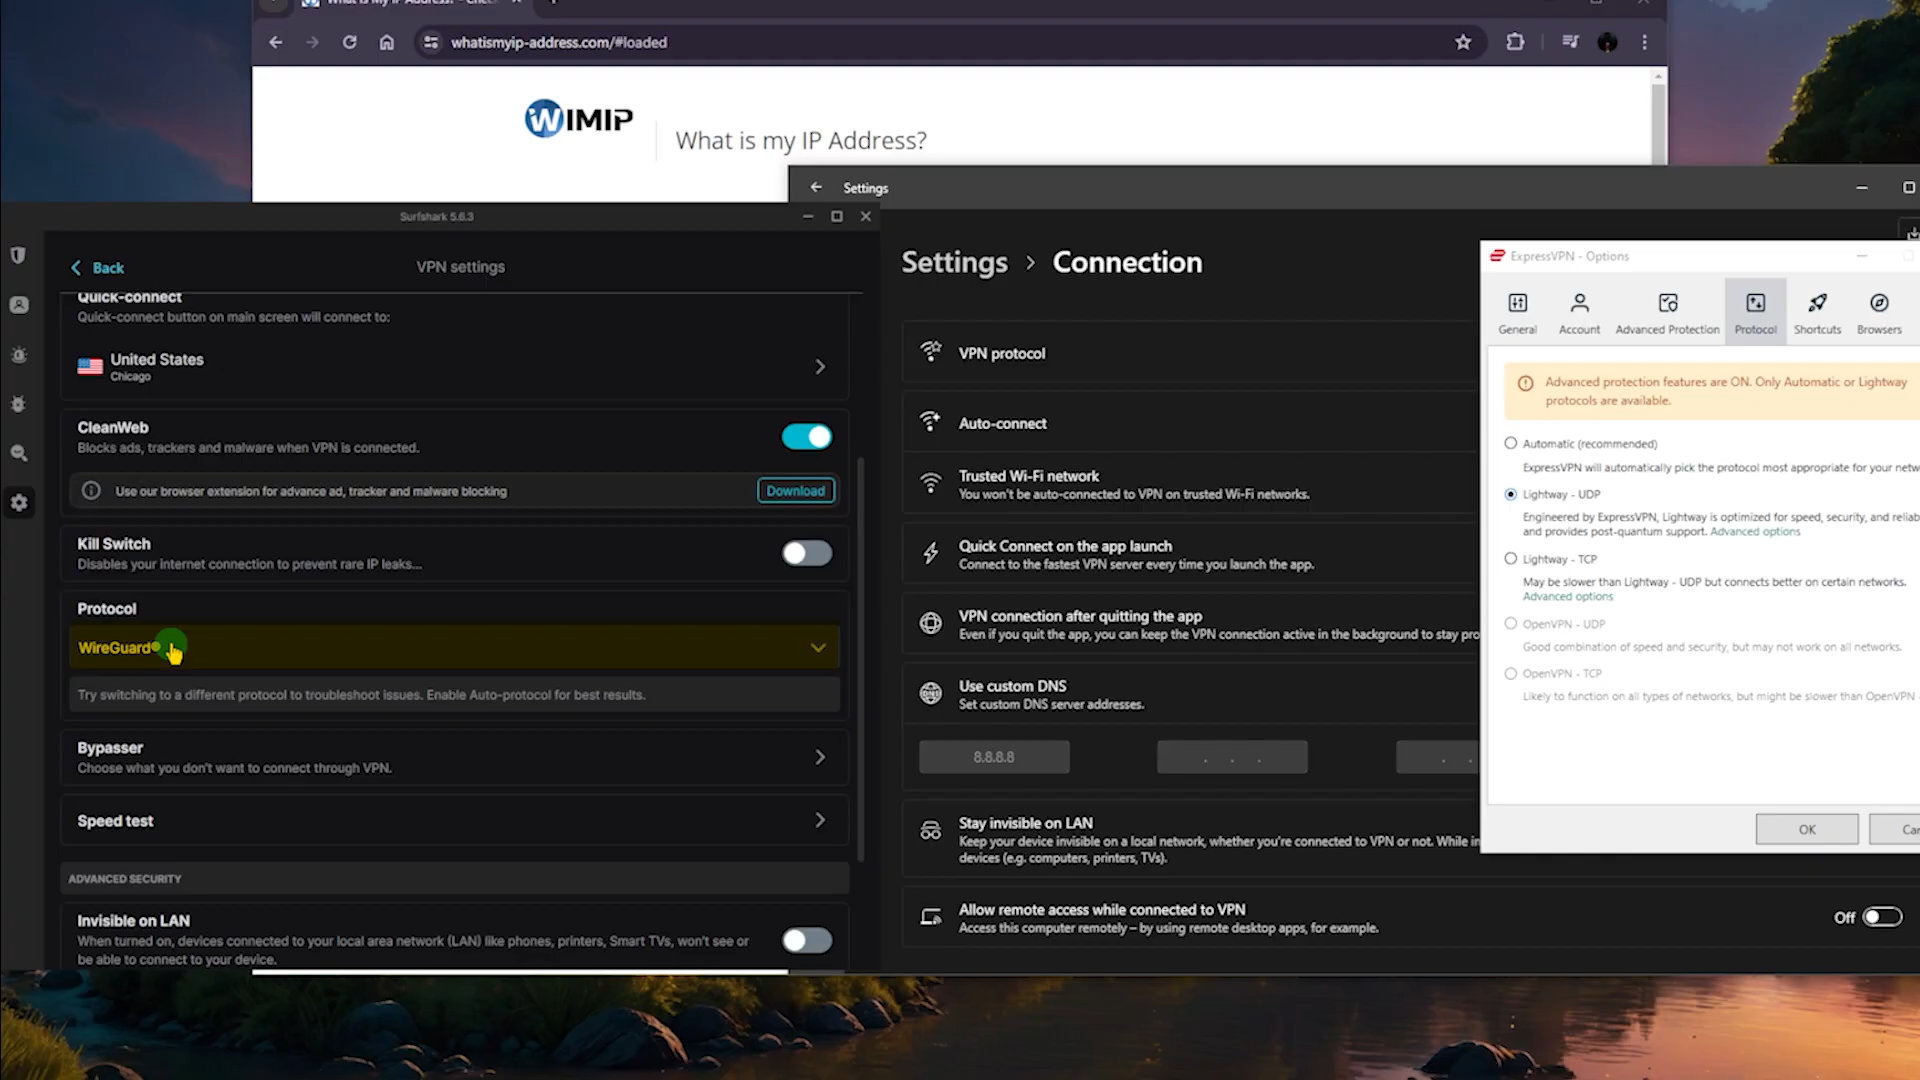 What Is My IP Address? - Chec
whatismyip-address.com/#loaded
WIMIP
What is my IP Address?
Settings
Surfshark 5.6.3
Back
VPN settings
Quick-connect
Quick-connect button on main screen will connect to:
United States
Chicago
CleanWeb
Blocks ads, trackers and malware when VPN is connected.
Use our browser extension for advance ad, tracker and malware blocking
Download
Kill Switch
Disables your internet connection to prevent rare IP leaks...
Protocol
WireGuard®
Try switching to a different protocol to troubleshoot issues. Enable Auto-protocol for best results.
Bypasser
Choose what you don't want to connect through VPN.
Speed test
ADVANCED SECURITY
Invisible on LAN
When turned on, devices connected to your local area network (LAN) like phones, printers, Smart TVs, won't see or
be able to connect to your device.
Settings > Connection
VPN protocol
Auto-connect
Trusted Wi-Fi network
You won't be auto-connected to VPN on trusted Wi-Fi networks.
Quick Connect on the app launch
Connect to the fastest VPN server every time you launch the app.
VPN connection after quitting the app
Even if you quit the app, you can keep the VPN connection active in the background to stay pro
DNS
Use custom DNS
Set custom DNS server addresses.
8.8.8.8
. . .
. .
Stay invisible on LAN
Keep your device invisible on a local network, whether you're connected to VPN or not. While in
devices (e.g. computers, printers, TVs).
Allow remote access while connected to VPN
Access this computer remotely – by using remote desktop apps, for example.
Off
ExpressVPN - Options
General
Account
Advanced Protection
Protocol
Shortcuts
Browsers
Advanced protection features are ON. Only Automatic or Lightway
protocols are available.
Automatic (recommended)
ExpressVPN will automatically pick the protocol most appropriate for your netw
Lightway - UDP
Engineered by ExpressVPN, Lightway is optimized for speed, security, and reliab
and provides post-quantum support. Advanced options
Lightway - TCP
May be slower than Lightway - UDP but connects better on certain networks.
Advanced options
OpenVPN - UDP
Good combination of speed and security, but may not work on all networks.
OpenVPN - TCP
Likely to function on all types of networks, but might be slower than OpenVPN -
OK
Can